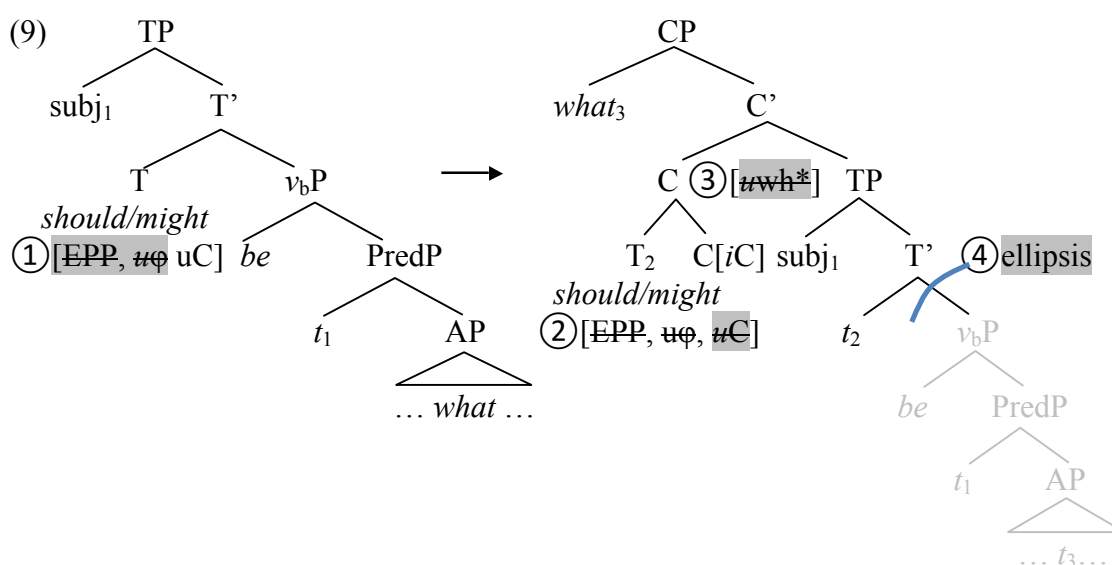 (9) TP CP
subj₁ T’ what₃ C’
T vbP C ③[uwh*] TP
should/might
①[EPP, uφ uC] be PredP T₂ C[iC] subj₁ T’ ④ellipsis
should/might
t₁ AP ②[EPP, uφ, uC] t₂ vbP
… what … be PredP
t₁ AP
… t₃…